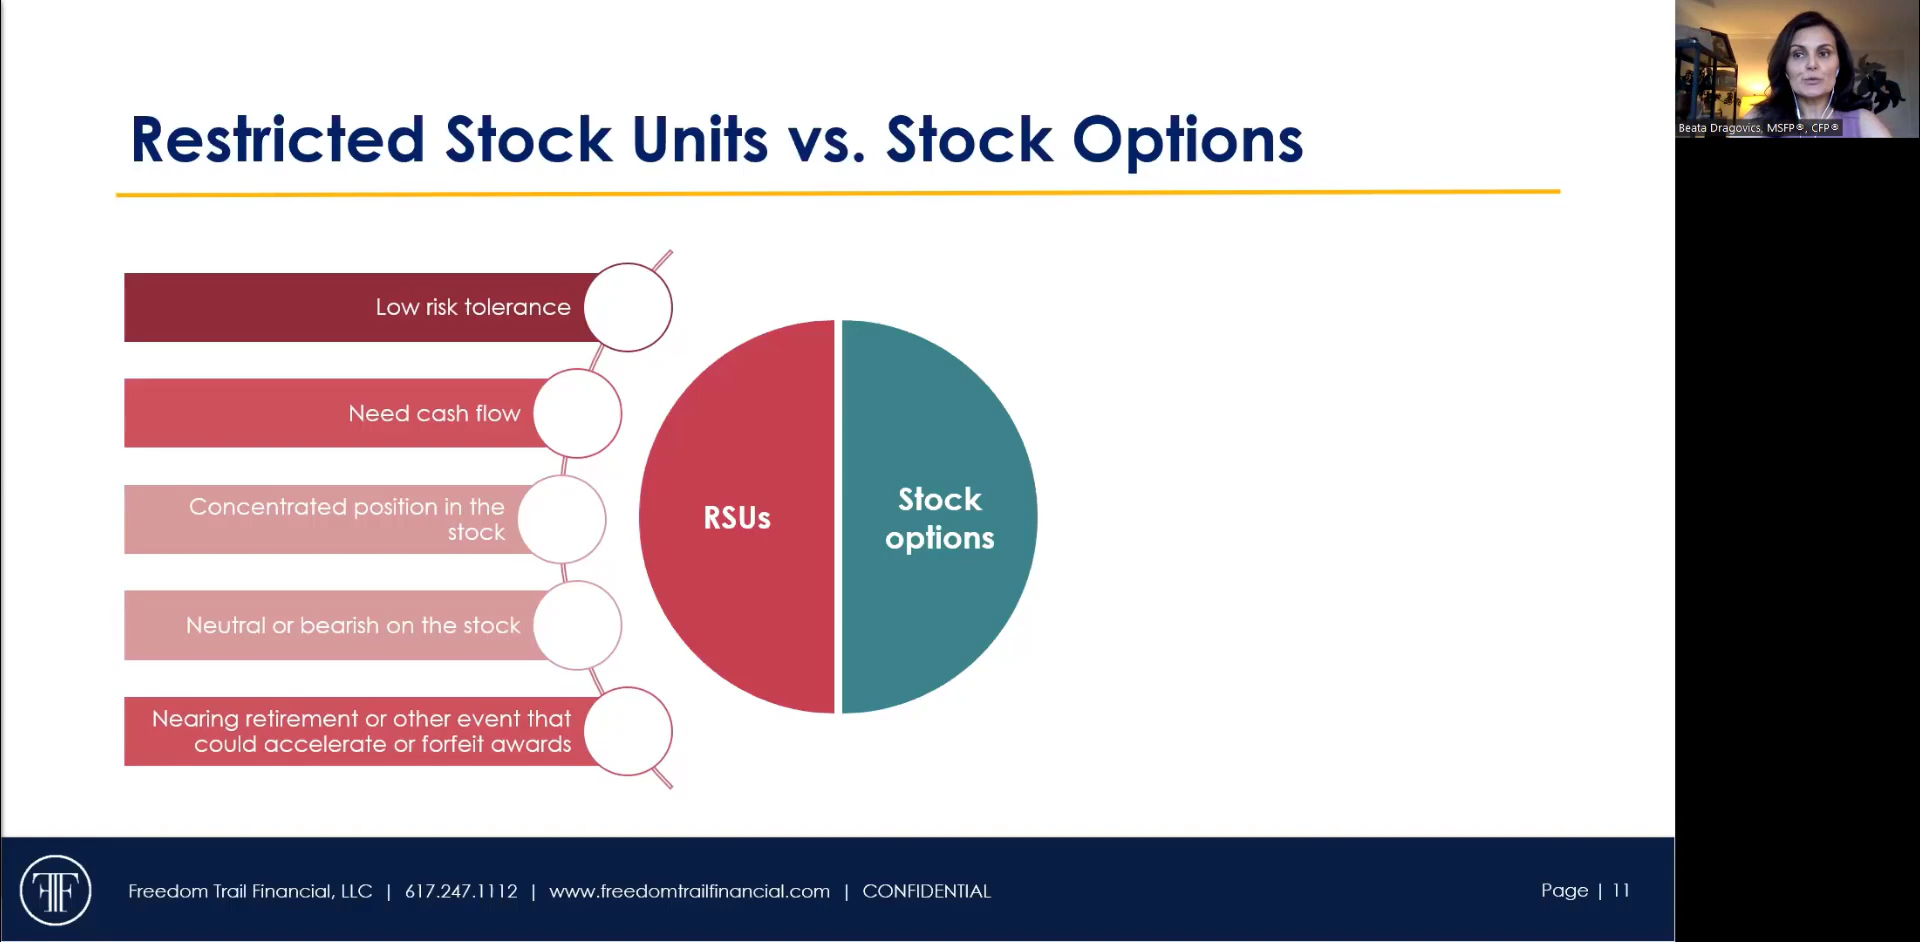 Restricted Stock Units vs. Stock Options
Beata Dragovics, MSFP®, CFP®
Low risk tolerance
Need cash flow
Concentrated position in the
stock
Neutral or bearish on the stock
Nearing retirement or other event that
could accelerate or forfeit awards
RSUs
Stock
options
Freedom Trail Financial, LLC | 617.247.1112 | www.freedomtrailfinancial.com | CONFIDENTIAL
Page | 11